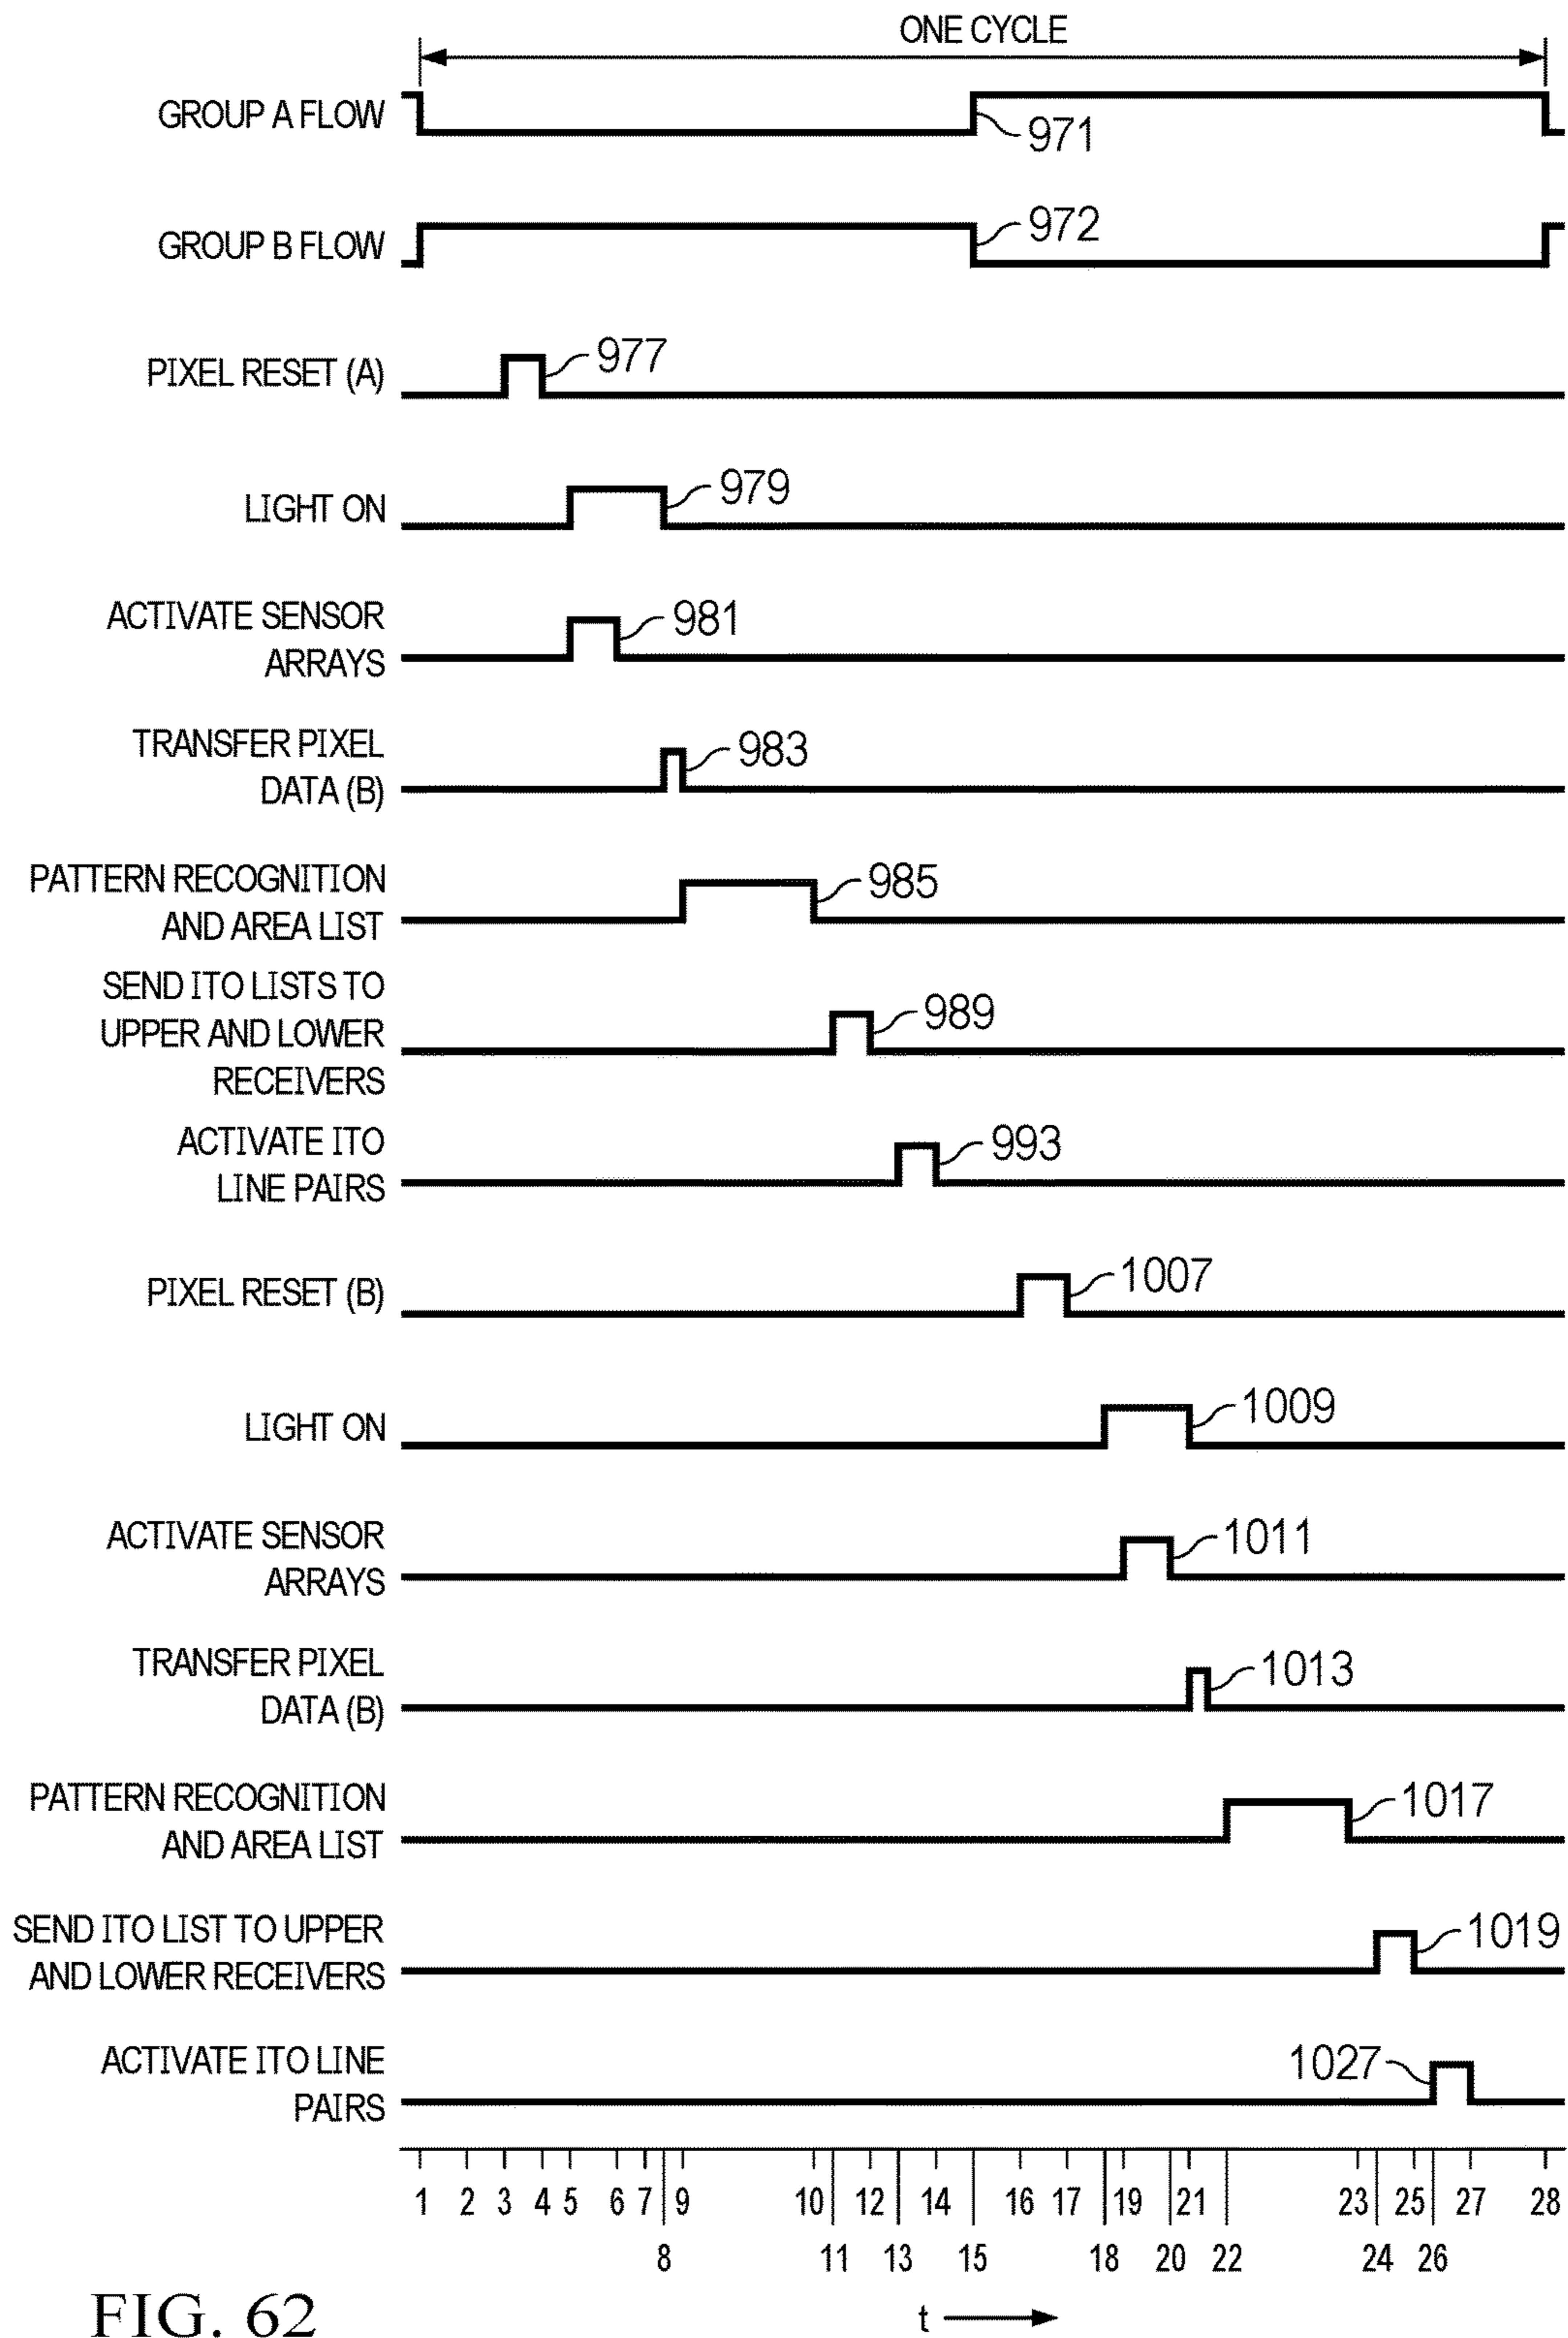 ONE CYCLE
GROUP A FLOW
971
GROUP B FLOW
972
PIXEL RESET (A)
977
LIGHT ON
979
ACTIVATE SENSOR
ARRAYS
981
TRANSFER PIXEL
DATA (B)
983
PATTERN RECOGNITION
AND AREA LIST
985
SEND ITO LISTS TO
UPPER AND LOWER
RECEIVERS
989
ACTIVATE ITO
LINE PAIRS
993
PIXEL RESET (B)
1007
LIGHT ON
1009
ACTIVATE SENSOR
ARRAYS
1011
TRANSFER PIXEL
DATA (B)
1013
PATTERN RECOGNITION
AND AREA LIST
1017
SEND ITO LIST TO UPPER
AND LOWER RECEIVERS
1019
ACTIVATE ITO LINE
PAIRS
1027
1 2 3 4 5 6 7 9 10 12 14 16 17 19 21 23 25 27 28
8 11 13 15 18 20 22 24 26
t
FIG. 62